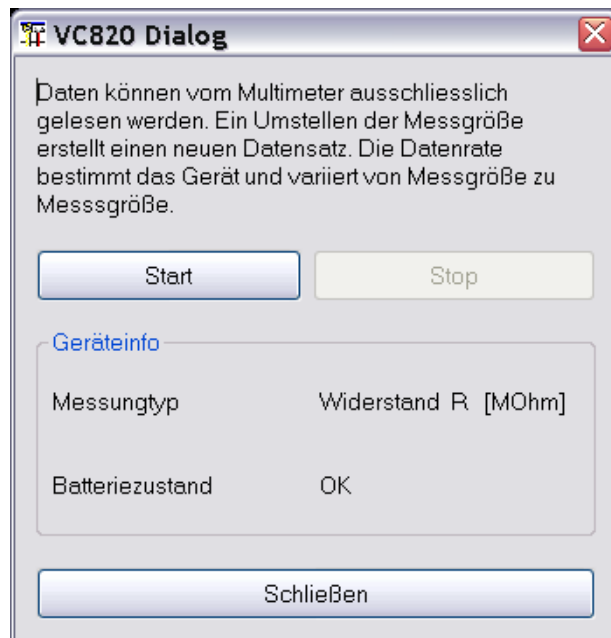 VC820 Dialog
Daten können vom Multimeter ausschliesslich
gelesen werden. Ein Umstellen der Messgröße
erstellt einen neuen Datensatz. Die Datenrate
bestimmt das Gerät und variiert von Messgröße zu
Messsgröße.
Start Stop
Geräteinfo
Messungtyp Widerstand R [MOhm]
Batteriezustand OK
Schließen